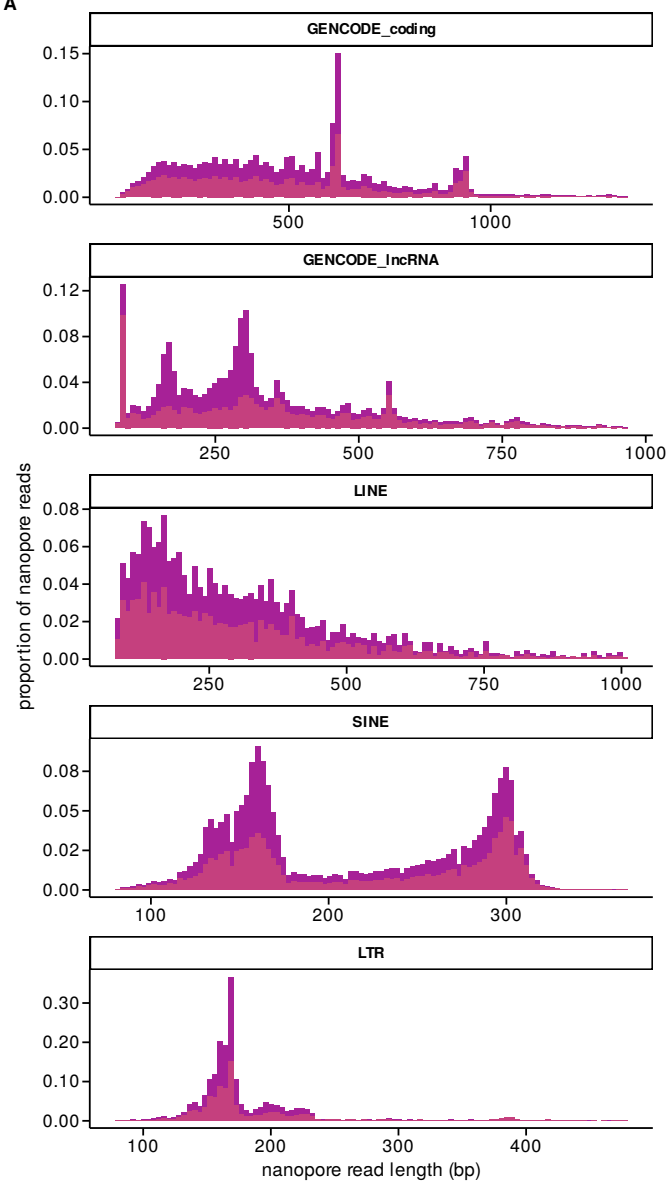 A
GENCODE_coding
0.15
0.10
0.05
0.00
500 1000
GENCODE_lncRNA
0.12
0.08
0.04
0.00
250 500 750 1000
LINE
0.08
0.06
0.04
0.02
0.00
250 500 750 1000
SINE
0.08
0.05
0.02
0.00
100 200 300
LTR
0.30
0.20
0.10
0.00
100 200 300 400
nanopore read length (bp)
proportion of nanopore reads